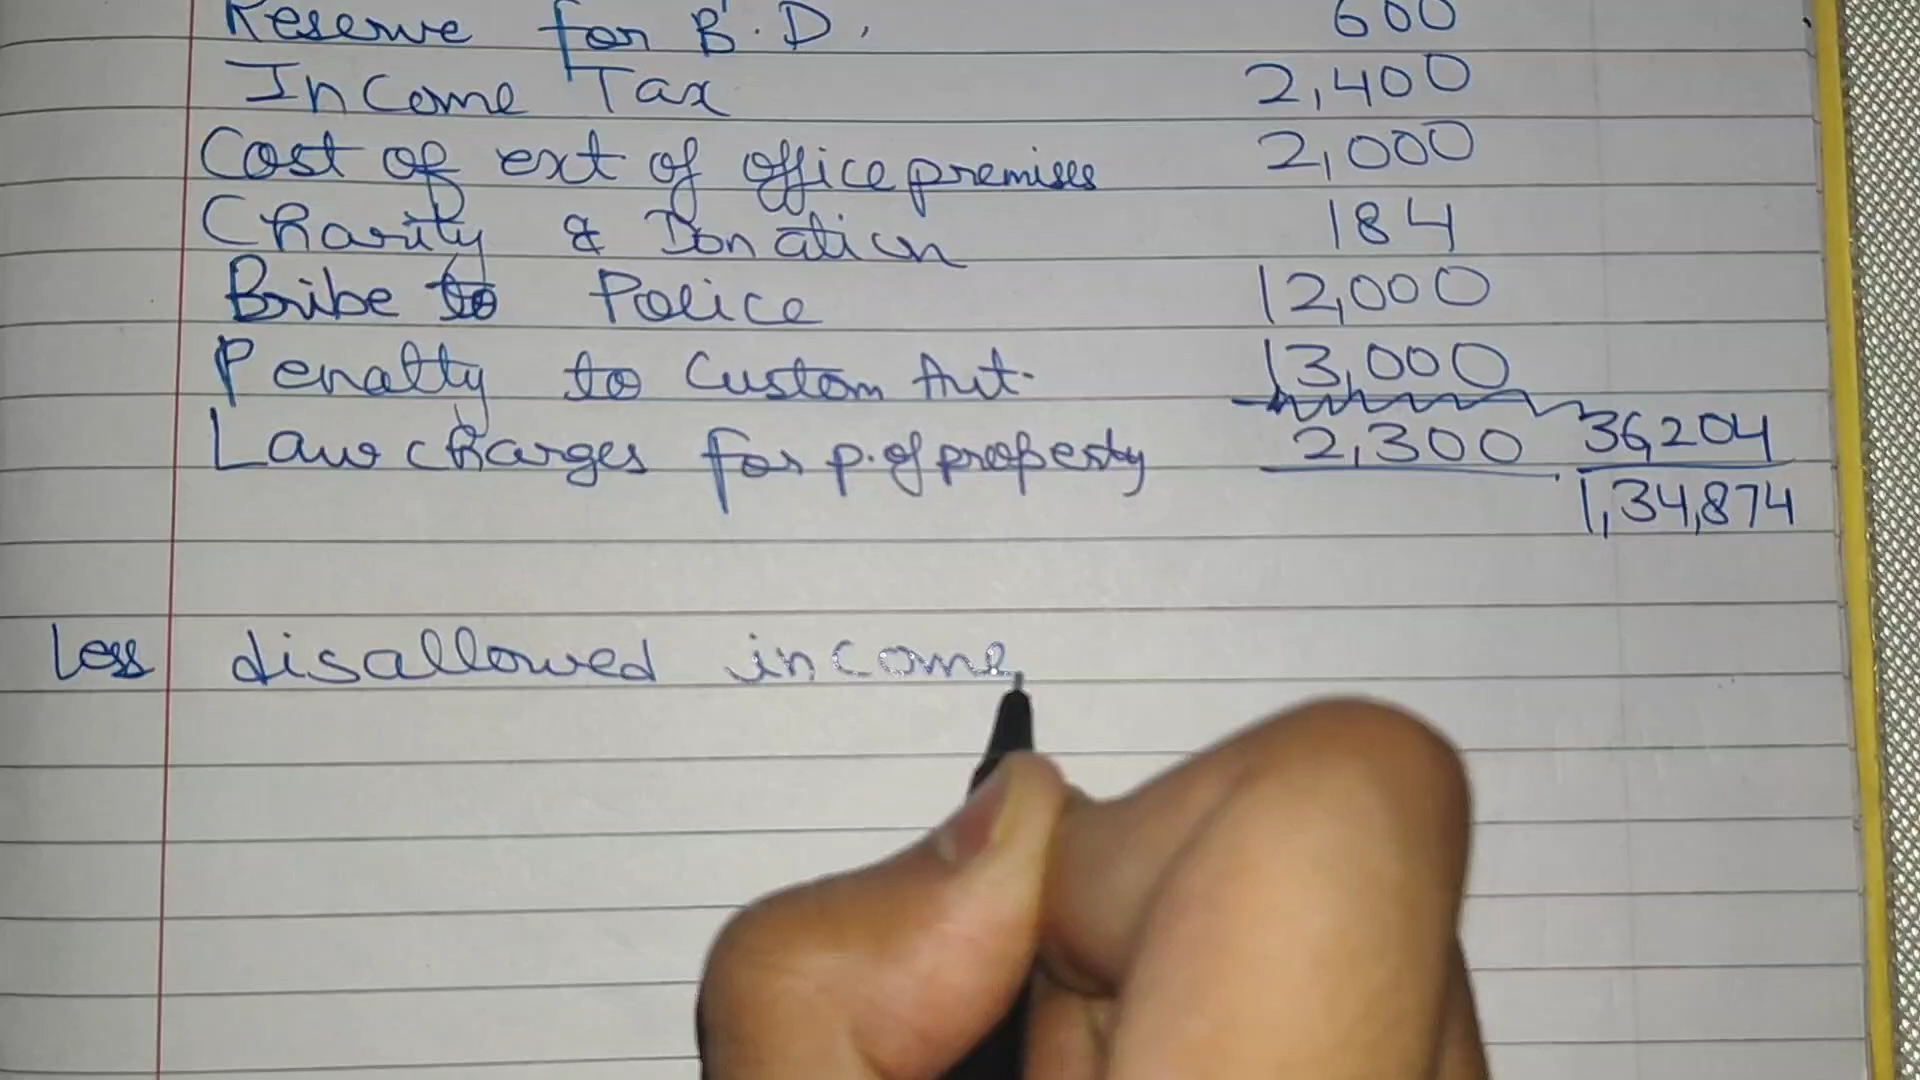 Reserve for B.D. 600
Income Tax 2,400
Cost of ext of office premises 2,000
Charity & Donation 184
Bribe to Police 12,000
Penalty to Custom Aut. 13,000
Law charges for p. of property 2,300 36,204
1,34,874
Less disallowed income